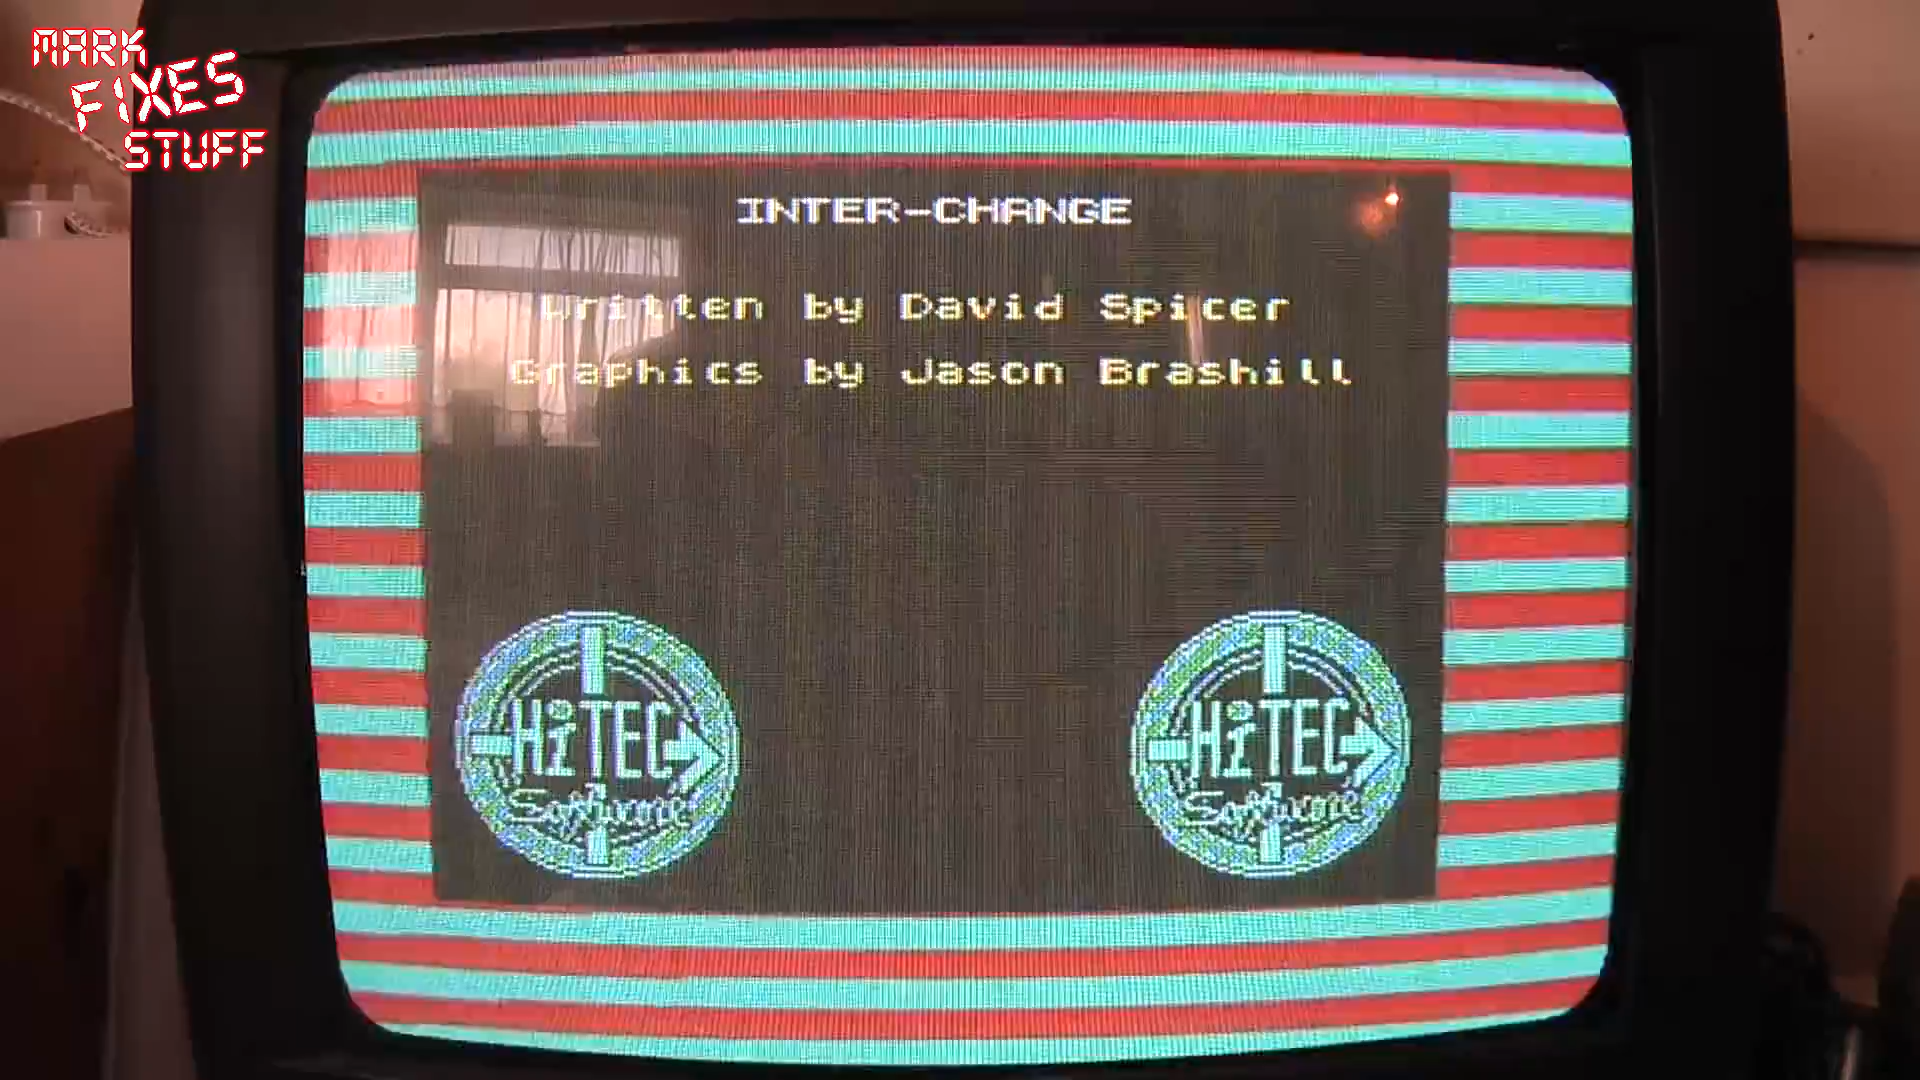 MARK
FIXES
STUFF
INTER-CHANGE
Written by David Spicer
Graphics by Jason Brashill
HiTEC
Software
HiTEC
Software